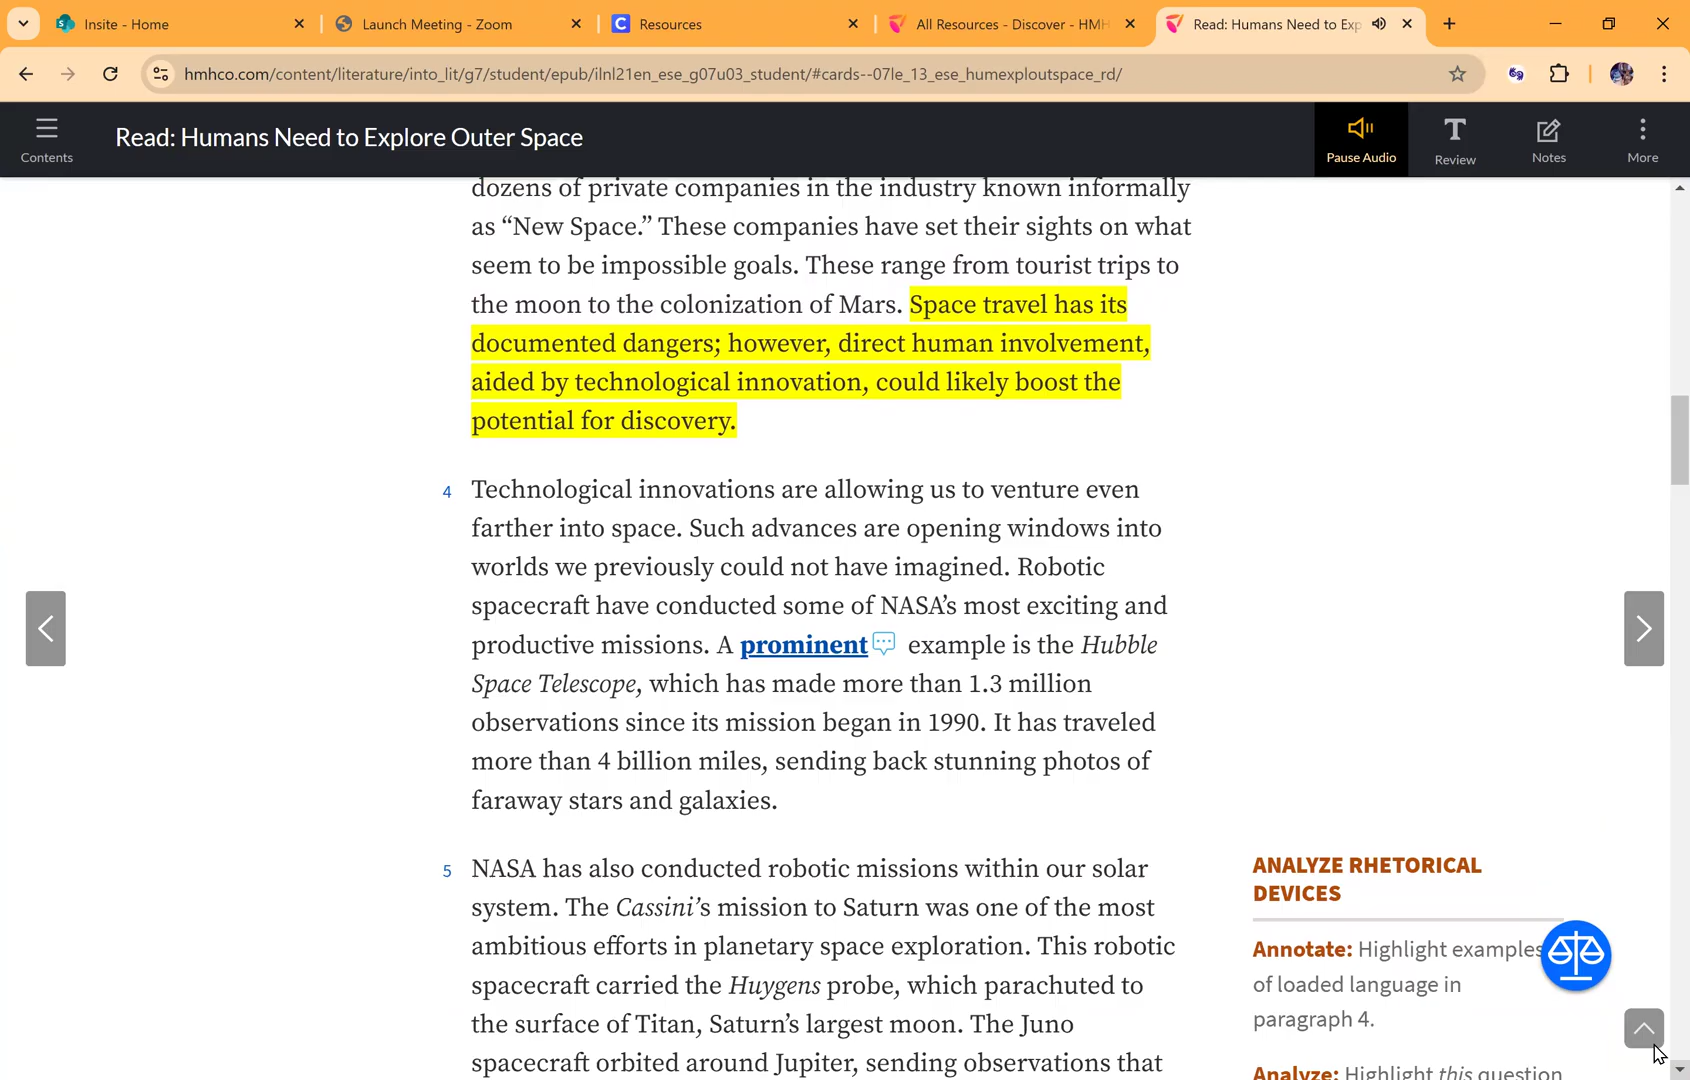 Insite - Home
Launch Meeting - Zoom
Resources
All Resources - Discover - HMH
Read: Humans Need to Exp
hmhco.com/content/literature/into_lit/g7/student/epub/ilnl21en_ese_g07u03_student/#cards--07le_13_ese_humexploutspace_rd/
Contents
Read: Humans Need to Explore Outer Space
Pause Audio
Review
Notes
More
dozens of private companies in the industry known informally
as “New Space.” These companies have set their sights on what
seem to be impossible goals. These range from tourist trips to
the moon to the colonization of Mars. Space travel has its
documented dangers; however, direct human involvement,
aided by technological innovation, could likely boost the
potential for discovery.
4 Technological innovations are allowing us to venture even
farther into space. Such advances are opening windows into
worlds we previously could not have imagined. Robotic
spacecraft have conducted some of NASA’s most exciting and
productive missions. A prominent example is the Hubble
Space Telescope, which has made more than 1.3 million
observations since its mission began in 1990. It has traveled
more than 4 billion miles, sending back stunning photos of
faraway stars and galaxies.
5 NASA has also conducted robotic missions within our solar
system. The Cassini’s mission to Saturn was one of the most
ambitious efforts in planetary space exploration. This robotic
spacecraft carried the Huygens probe, which parachuted to
the surface of Titan, Saturn’s largest moon. The Juno
spacecraft orbited around Jupiter, sending observations that
ANALYZE RHETORICAL
DEVICES
Annotate: Highlight examples
of loaded language in
paragraph 4.
Analyze: Highlight this question